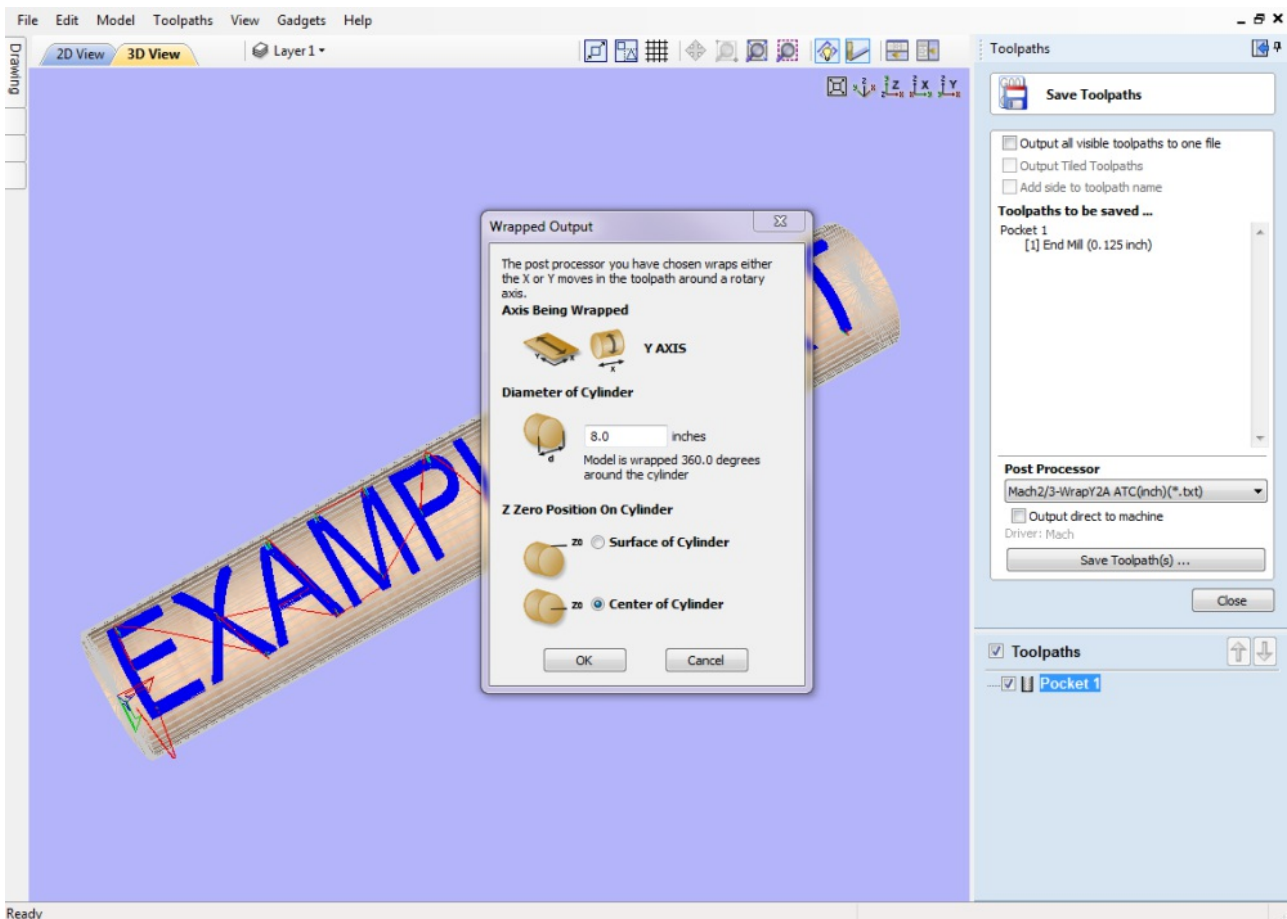 File Edit Model Toolpaths View Gadgets Help
Drawing
2D View 3D View Layer 1
Toolpaths
Save Toolpaths
Output all visible toolpaths to one file
Output Tiled Toolpaths
Add side to toolpath name
Toolpaths to be saved ...
Pocket 1
[1] End Mill (0.125 inch)
Post Processor
Mach2/3-WrapY2A ATC(inch)(*.txt)
Output direct to machine
Driver: Mach
Save Toolpath(s) ...
Close
Toolpaths
Pocket 1
Wrapped Output
The post processor you have chosen wraps either
the X or Y moves in the toolpath around a rotary
axis.
Axis Being Wrapped
Y AXIS
Diameter of Cylinder
8.0 inches
d
Model is wrapped 360.0 degrees
around the cylinder
Z Zero Position On Cylinder
Z0 Surface of Cylinder
Z0 Center of Cylinder
OK Cancel
EXAMPL
Ready